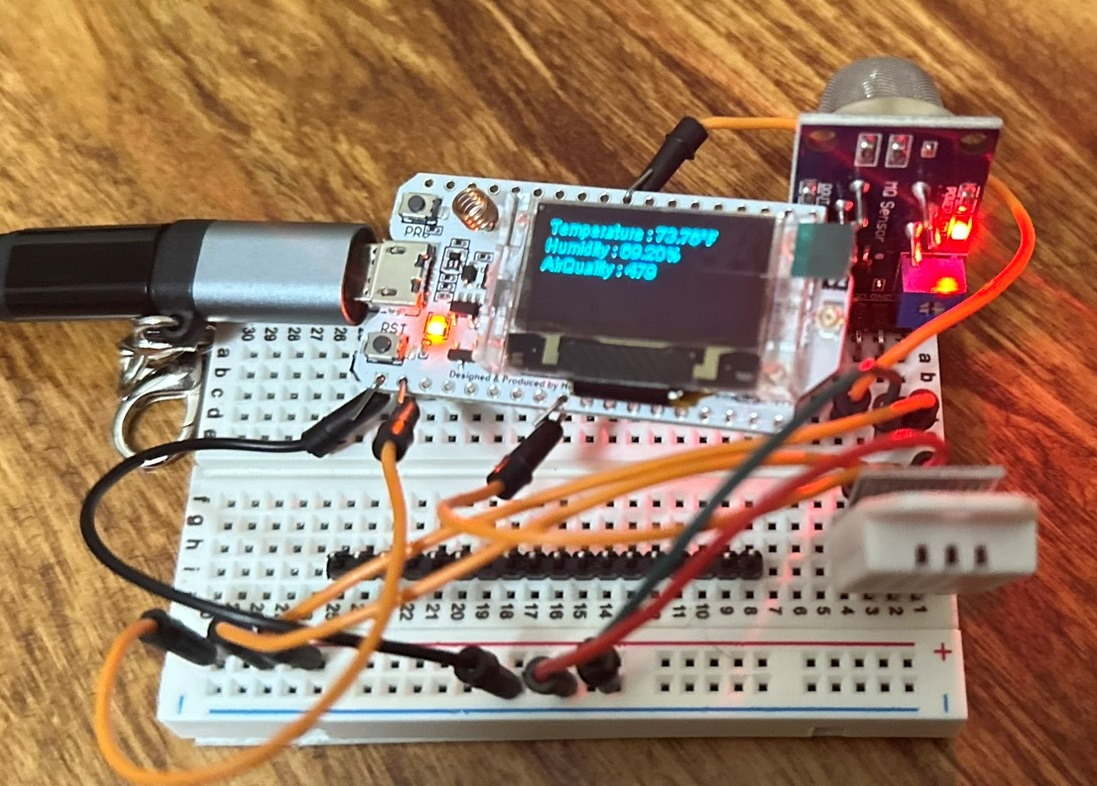 PRG
Temperature : 73.76°F
Humidity : 69.20%
AirQuality : 479
MQ Sensor
RST
Designed & Produced by
30 29 28 27 26
a
b
c
d
e
a b
f
g
h
i
25 22 21 20 19 18 17 16 15 14 11 10 9 8 7 6 5 4 3 2 1
+